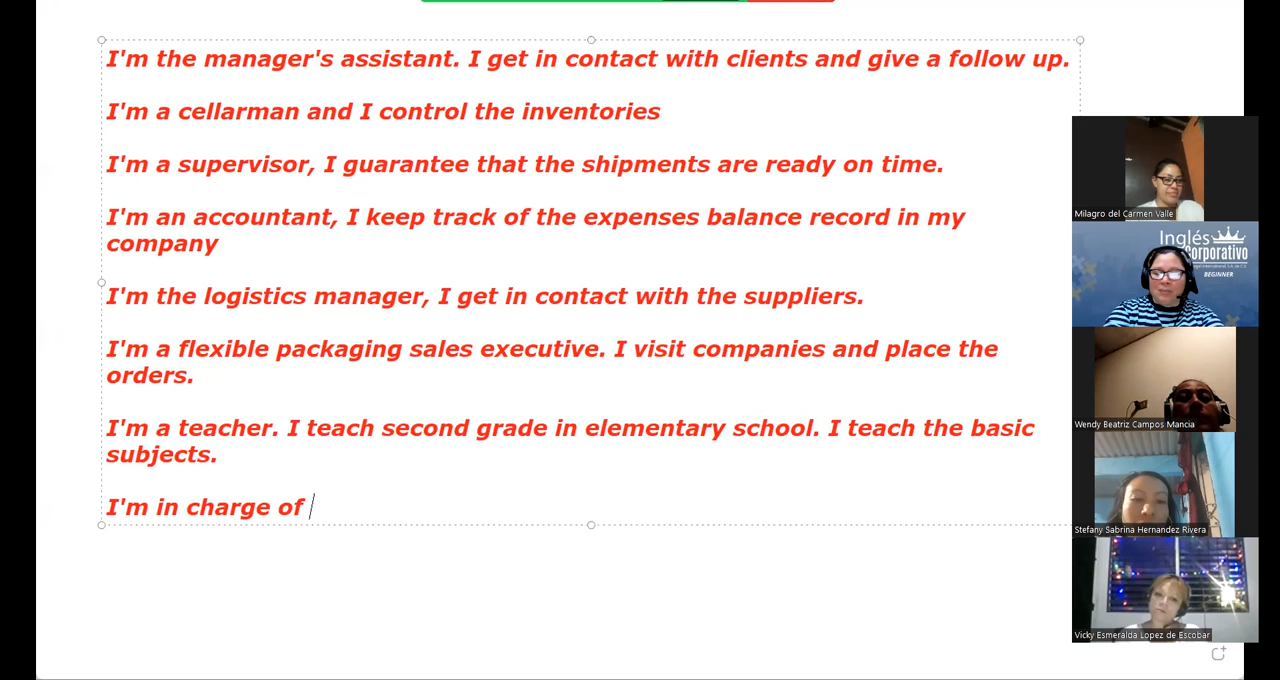 I'm the manager's assistant. I get in contact with clients and give a follow up.
I'm a cellarman and I control the inventories
I'm a supervisor, I guarantee that the shipments are ready on time.
I'm an accountant, I keep track of the expenses balance record in my
company
I'm the logistics manager, I get in contact with the suppliers.
I'm a flexible packaging sales executive. I visit companies and place the
orders.
I'm a teacher. I teach second grade in elementary school. I teach the basic
subjects.
I'm in charge of
Milagro del Carmen Valle
Inglés
Corporativo
BEGINNER
Wendy Beatriz Campos Mancia
Stefany Sabrina Hernandez Rivera
Vicky Esmeralda Lopez de Escobar